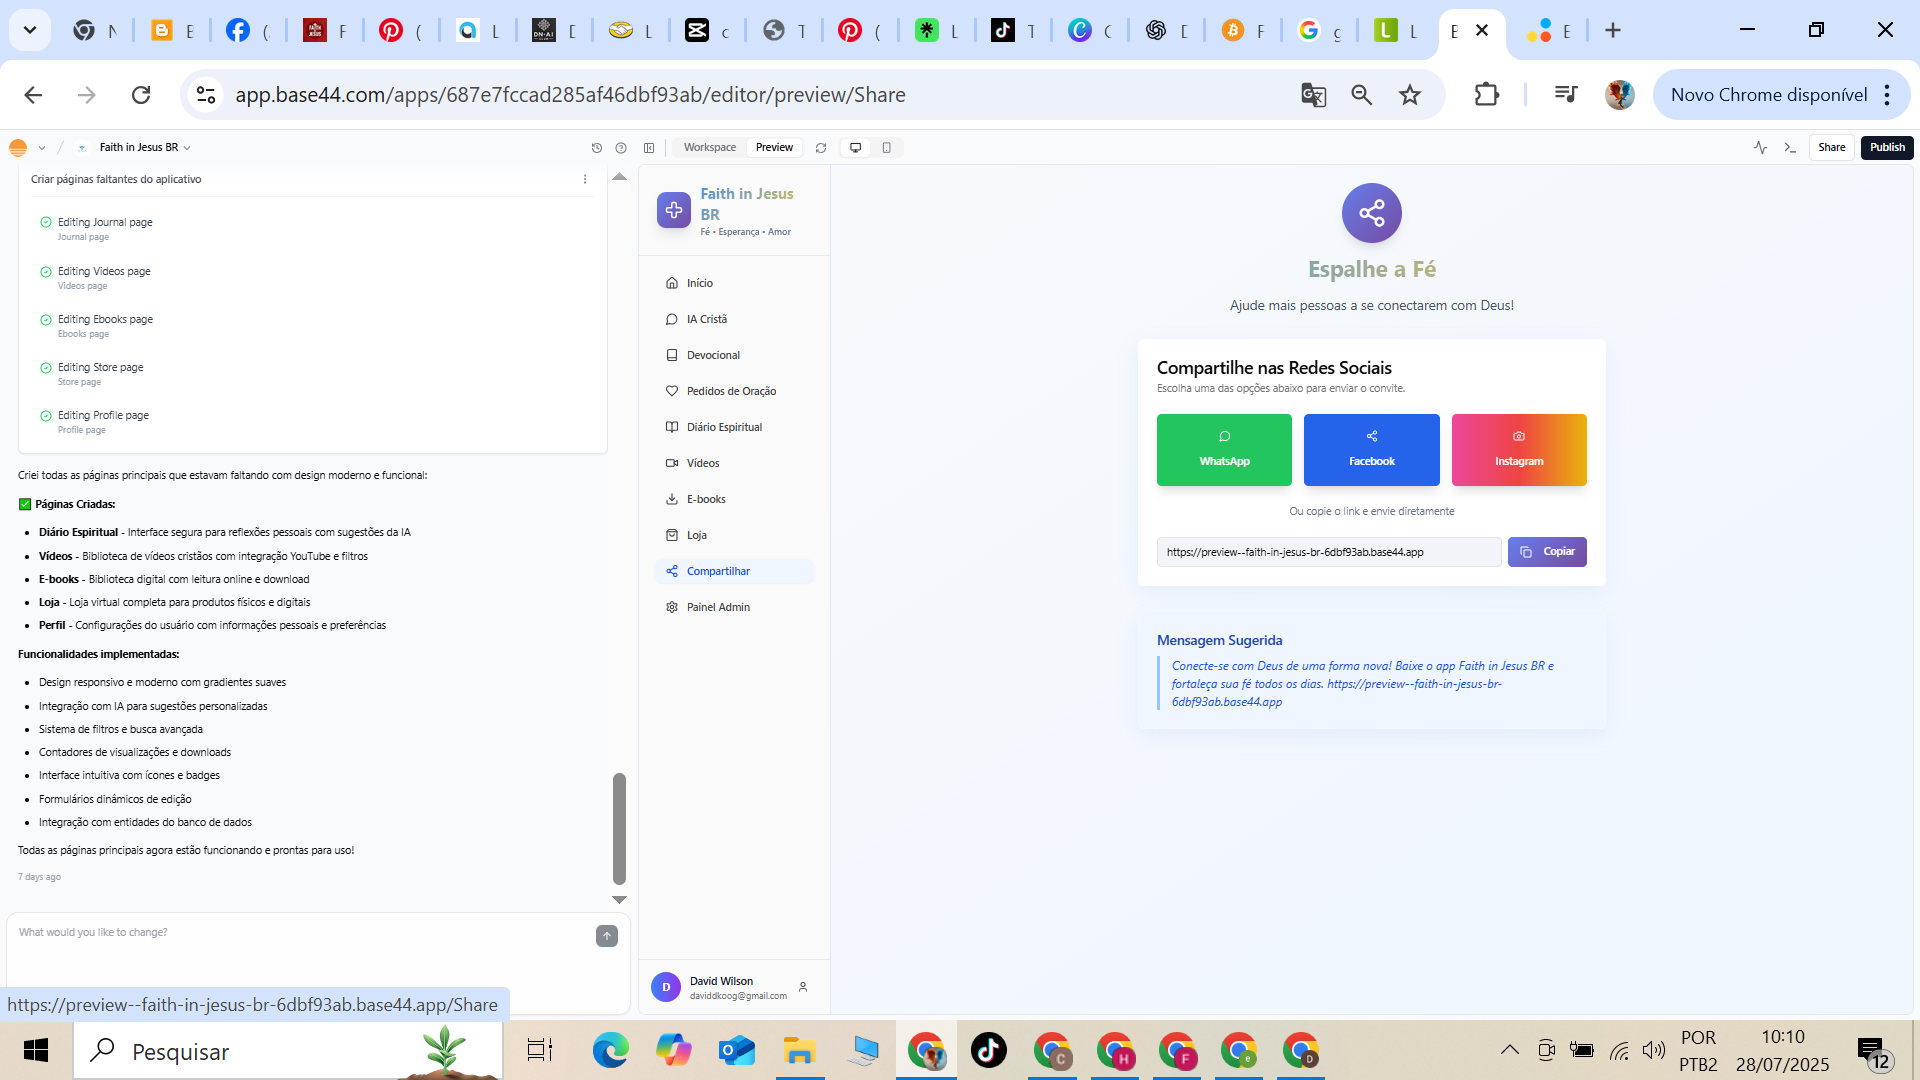 N
E
(
F
(
L
D
L
c
T
(
L
T
C
D
F
g
L
E
E
app.base44.com/apps/687e7fccad285af46dbf93ab/editor/preview/Share
Novo Chrome disponível
Faith in Jesus BR
Workspace
Preview
Share
Publish
Criar páginas faltantes do aplicativo
Editing Journal page
Journal page
Editing Videos page
Videos page
Editing Ebooks page
Ebooks page
Editing Store page
Store page
Editing Profile page
Profile page
Criei todas as páginas principais que estavam faltando com design moderno e funcional:
✅ Páginas Criadas:
• Diário Espiritual - Interface segura para reflexões pessoais com sugestões da IA
• Vídeos - Biblioteca de vídeos cristãos com integração YouTube e filtros
• E-books - Biblioteca digital com leitura online e download
• Loja - Loja virtual completa para produtos físicos e digitais
• Perfil - Configurações do usuário com informações pessoais e preferências
Funcionalidades implementadas:
• Design responsivo e moderno com gradientes suaves
• Integração com IA para sugestões personalizadas
• Sistema de filtros e busca avançada
• Contadores de visualizações e downloads
• Interface intuitiva com ícones e badges
• Formulários dinâmicos de edição
• Integração com entidades do banco de dados
Todas as páginas principais agora estão funcionando e prontas para uso!
7 days ago
What would you like to change?
https://preview--faith-in-jesus-br-6dbf93ab.base44.app/Share
Faith in Jesus
BR
Fé • Esperança • Amor
Início
IA Cristã
Devocional
Pedidos de Oração
Diário Espiritual
Vídeos
E-books
Loja
Compartilhar
Painel Admin
D
David Wilson
daviddkoog@gmail.com
Espalhe a Fé
Ajude mais pessoas a se conectarem com Deus!
Compartilhe nas Redes Sociais
Escolha uma das opções abaixo para enviar o convite.
WhatsApp
Facebook
Instagram
Ou copie o link e envie diretamente
https://preview--faith-in-jesus-br-6dbf93ab.base44.app
Copiar
Mensagem Sugerida
Conecte-se com Deus de uma forma nova! Baixe o app Faith in Jesus BR e
fortaleça sua fé todos os dias. https://preview--faith-in-jesus-br-
6dbf93ab.base44.app
Pesquisar
C
H
F
e
D
POR
PTB2
10:10
28/07/2025
12